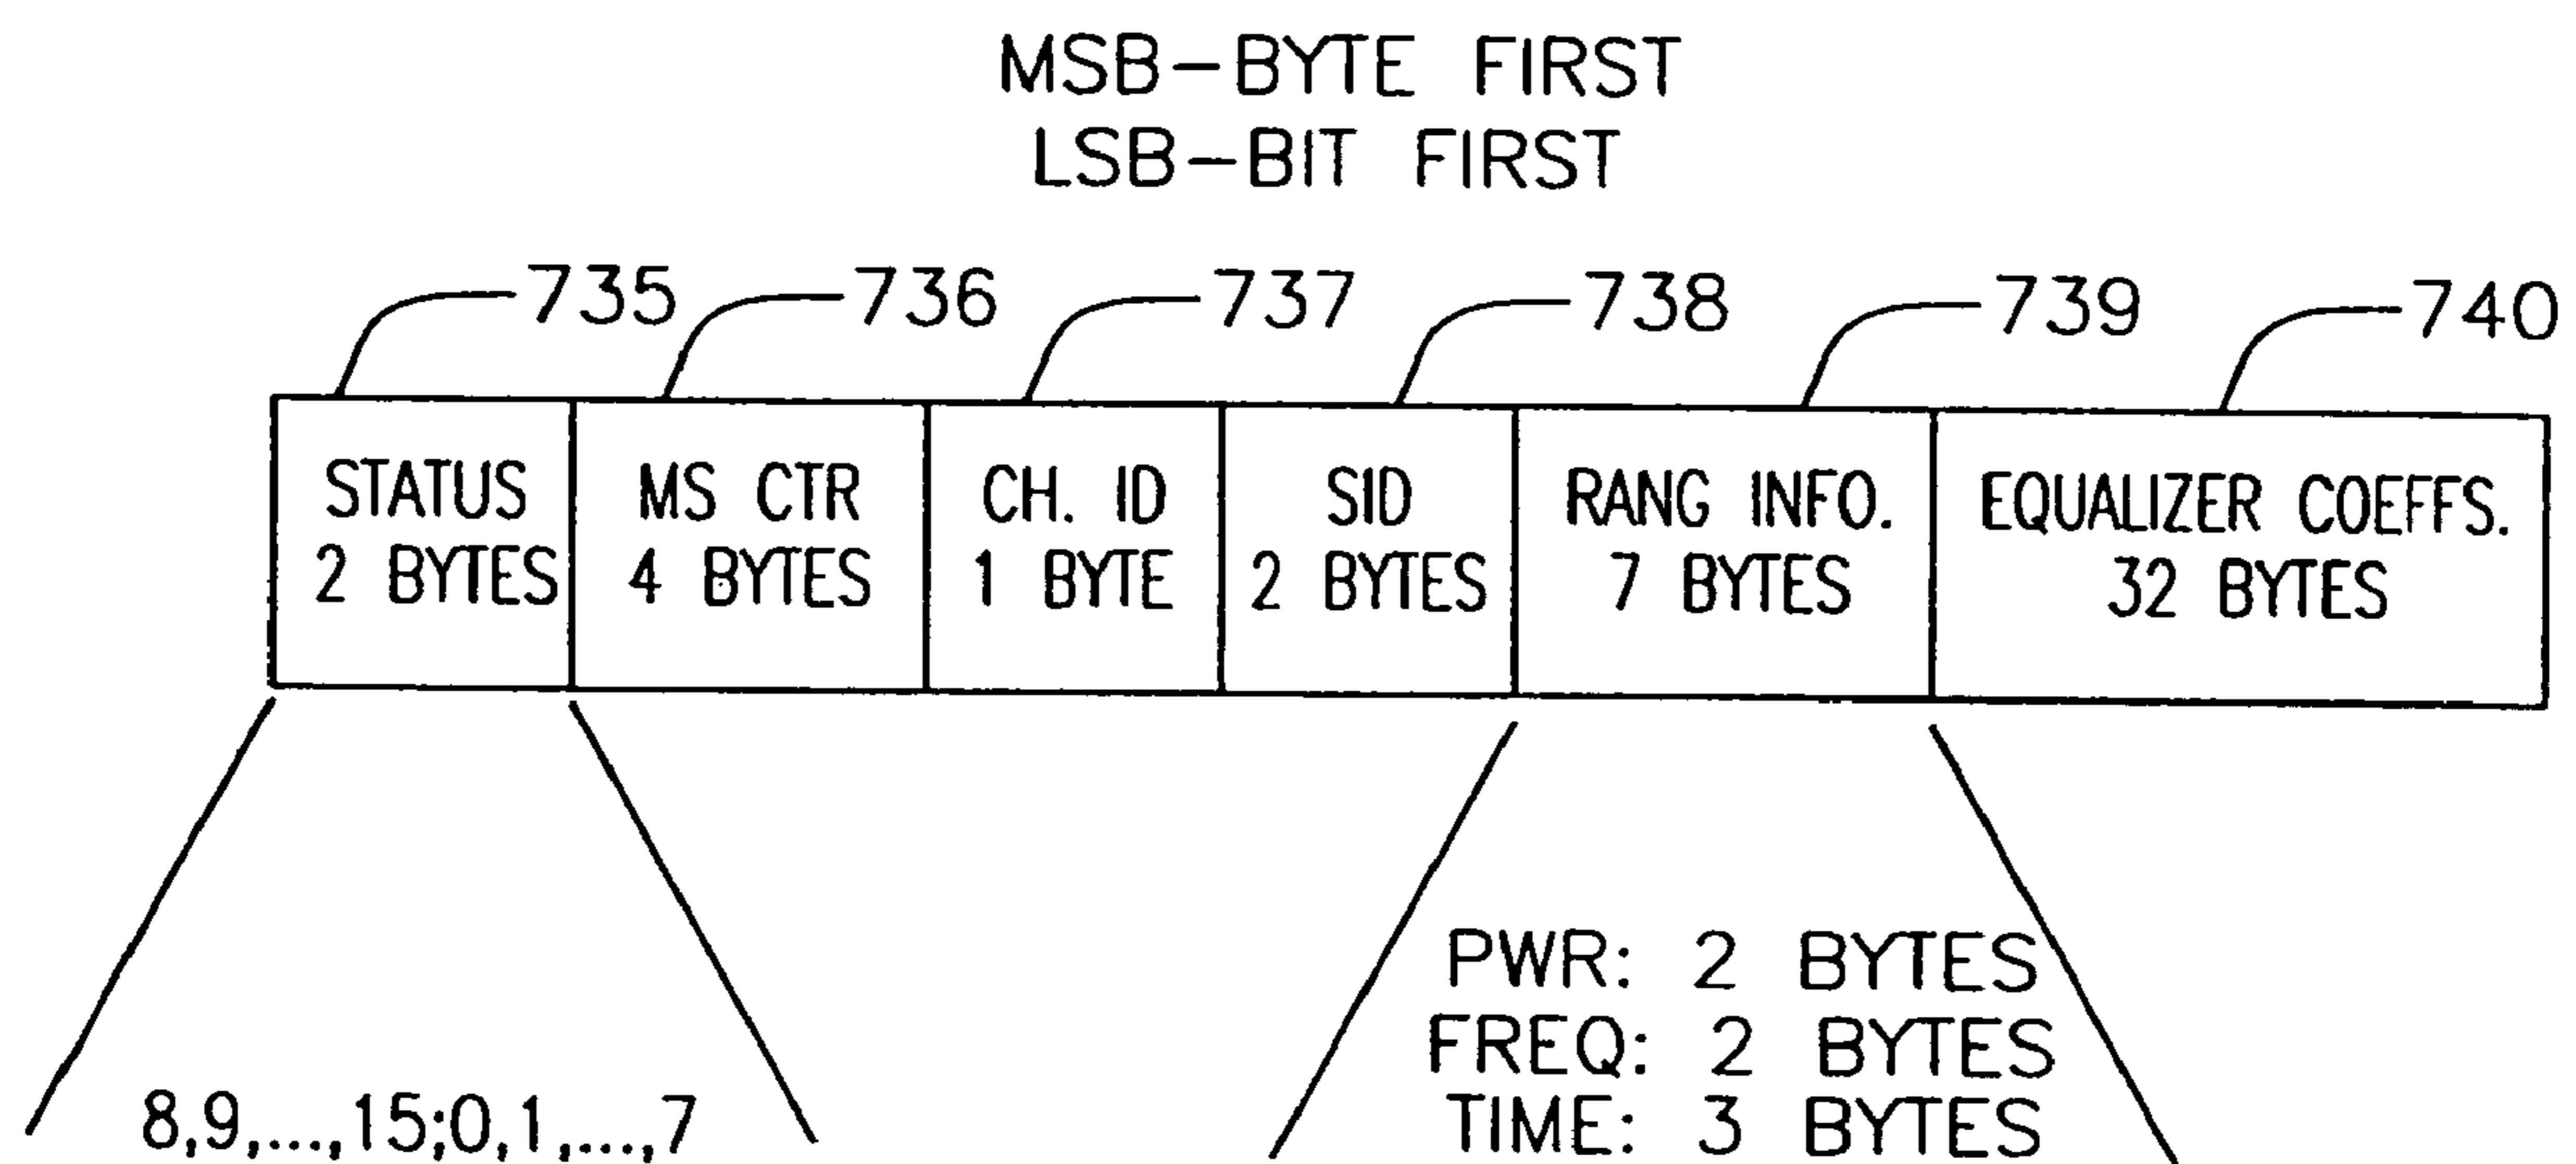 MSB-BYTE FIRST
LSB-BIT FIRST
735 736 737 738 739 740
STATUS MS CTR CH. ID SID RANG INFO. EQUALIZER COEFFS.
2 BYTES 4 BYTES 1 BYTE 2 BYTES 7 BYTES 32 BYTES
PWR: 2 BYTES
FREQ: 2 BYTES
8,9,...,15;0,1,...,7 TIME: 3 BYTES